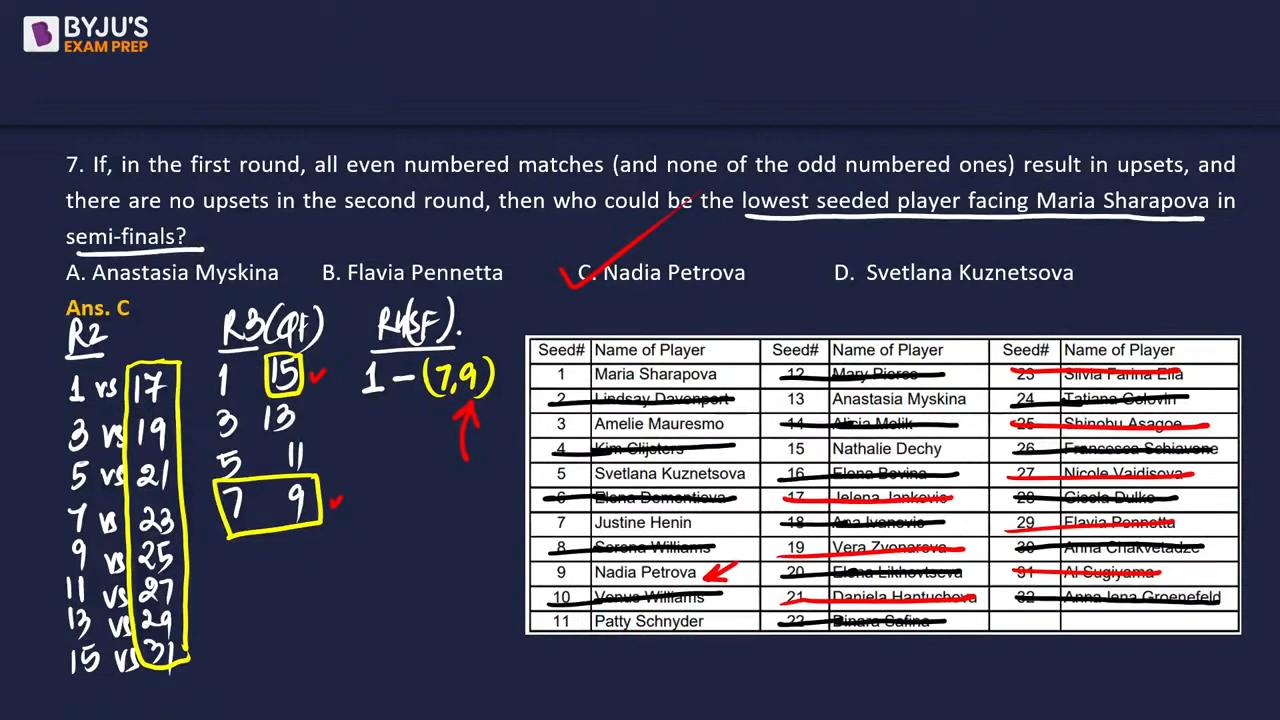 BYJU'S
EXAM PREP
7. If, in the first round, all even numbered matches (and none of the odd numbered ones) result in upsets, and
there are no upsets in the second round, then who could be the lowest seeded player facing Maria Sharapova in
semi-finals?
A. Anastasia Myskina B. Flavia Pennetta C. Nadia Petrova D. Svetlana Kuznetsova
Ans. C
R2
1 vs 17
3 vs 19
5 vs 21
7 vs 23
9 vs 25
11 vs 27
13 vs 29
15 vs 31
R3(QF)
1 15
3 13
5 11
7 9
R4(SF).
1 - (7,9)
Seed# Name of Player Seed# Name of Player Seed# Name of Player
1 Maria Sharapova 12 Mary Pierce 23 Silvia Farina Elia
2 Lindsay Davenport 13 Anastasia Myskina 24 Tatiana Golovin
3 Amelie Mauresmo 14 Alicia Molik 25 Shinobu Asagoe
4 Kim Clijsters 15 Nathalie Dechy 26 Francesca Schiavone
5 Svetlana Kuznetsova 16 Elena Bovina 27 Nicole Vaidisova
6 Elena Dementieva 17 Jelena Jankovic 28 Gisela Dulko
7 Justine Henin 18 Ana Ivanovic 29 Flavia Pennetta
8 Serena Williams 19 Vera Zvonareva 30 Anna Chakvetadze
9 Nadia Petrova 20 Elena Likhovtseva 31 Al Sugiyama
10 Venus Williams 21 Daniela Hantuchova 32 Anna-lena Groenefeld
11 Patty Schnyder 22 Dinara Safina